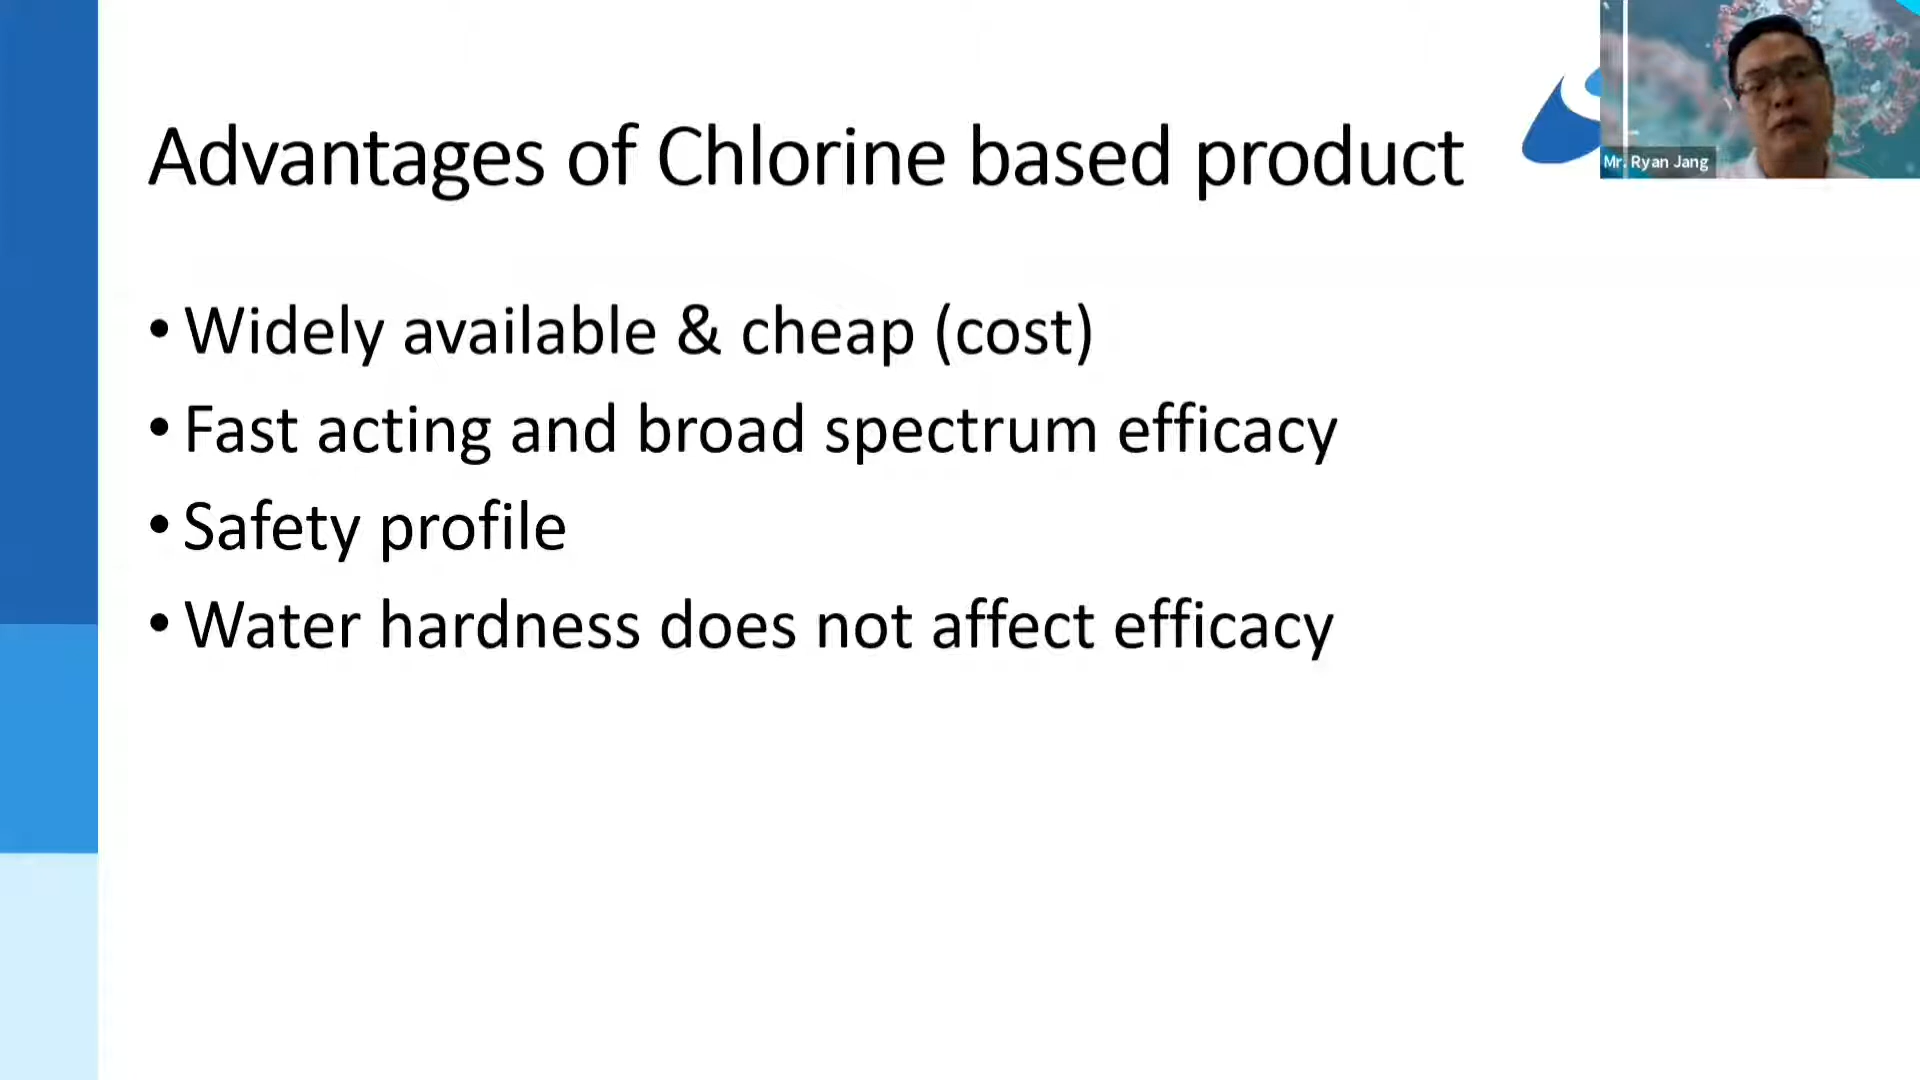 Advantages of Chlorine based product
Mr. Ryan Jang
• Widely available & cheap (cost)
• Fast acting and broad spectrum efficacy
• Safety profile
• Water hardness does not affect efficacy